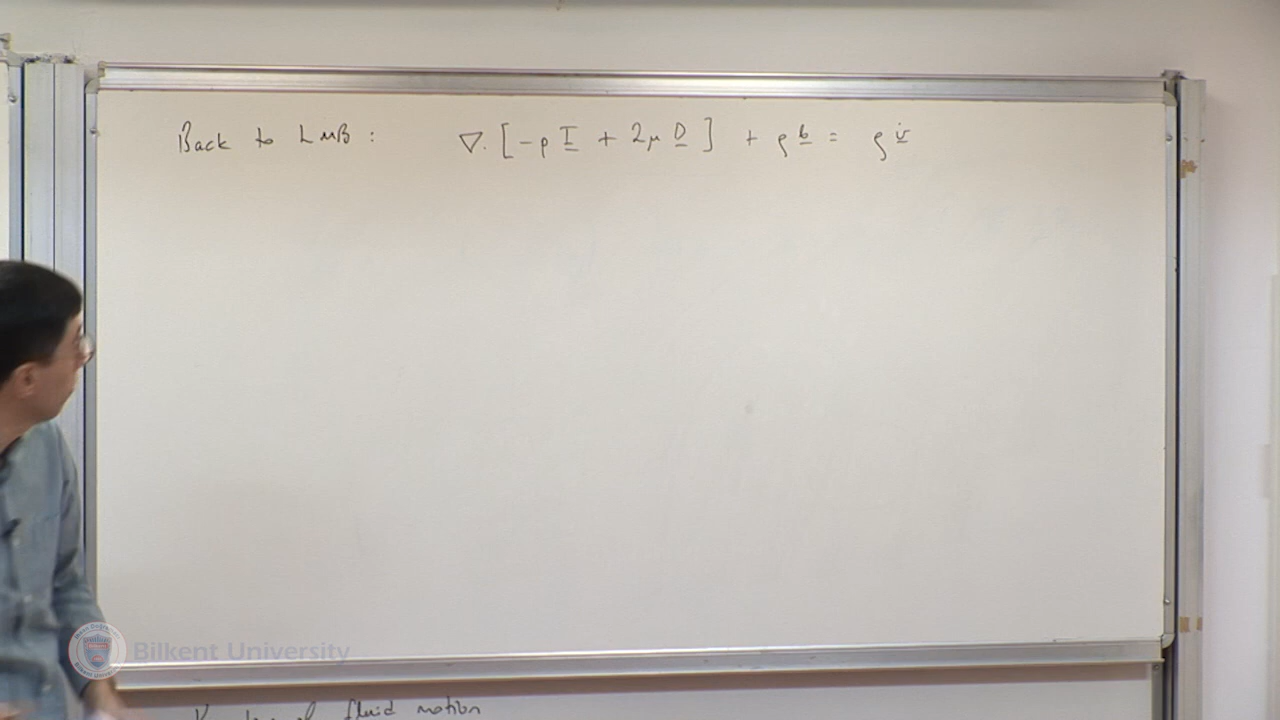 Back to LMB : ∇· [ -p I + 2μ D ] + ρ b = ρ v̇
Bilkent University
fluid motion